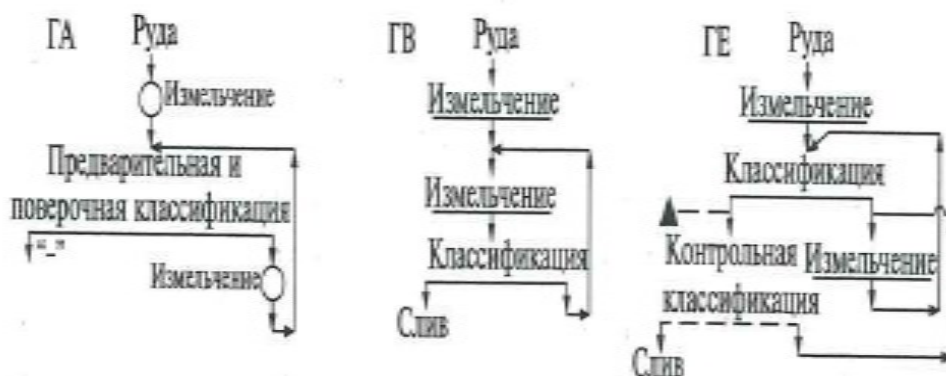 ГА
Руда
Измельчение
Предварительная и
поверочная классификация
“-”
Измельчение
ГВ
Руда
Измельчение
Измельчение
Классификация
Слив
ГЕ
Руда
Измельчение
Классификация
Контрольная
классификация
Измельчение
Слив